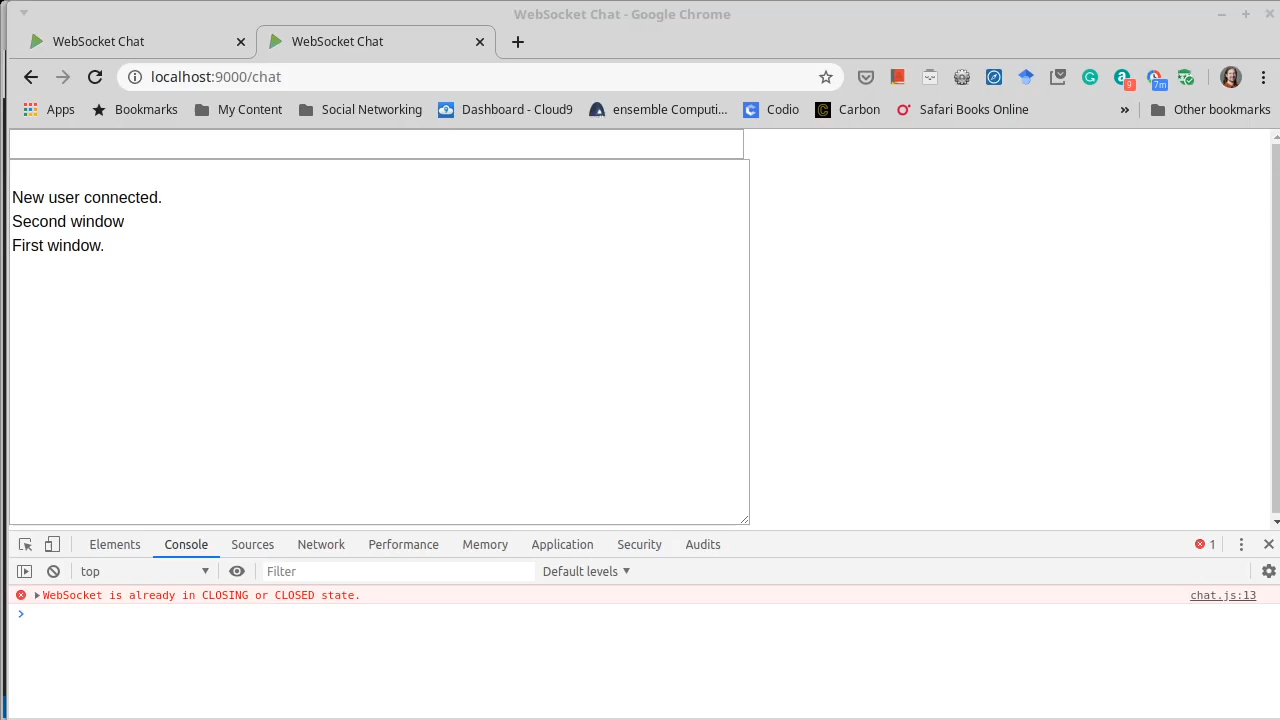 WebSocket Chat - Google Chrome
WebSocket Chat WebSocket Chat
localhost:9000/chat
9 7m
Apps Bookmarks My Content Social Networking Dashboard - Cloud9 ensemble Computi... Codio Carbon Safari Books Online » Other bookmarks
New user connected.
Second window
First window.
Elements Console Sources Network Performance Memory Application Security Audits 1
top Filter Default levels
WebSocket is already in CLOSING or CLOSED state. chat.js:13